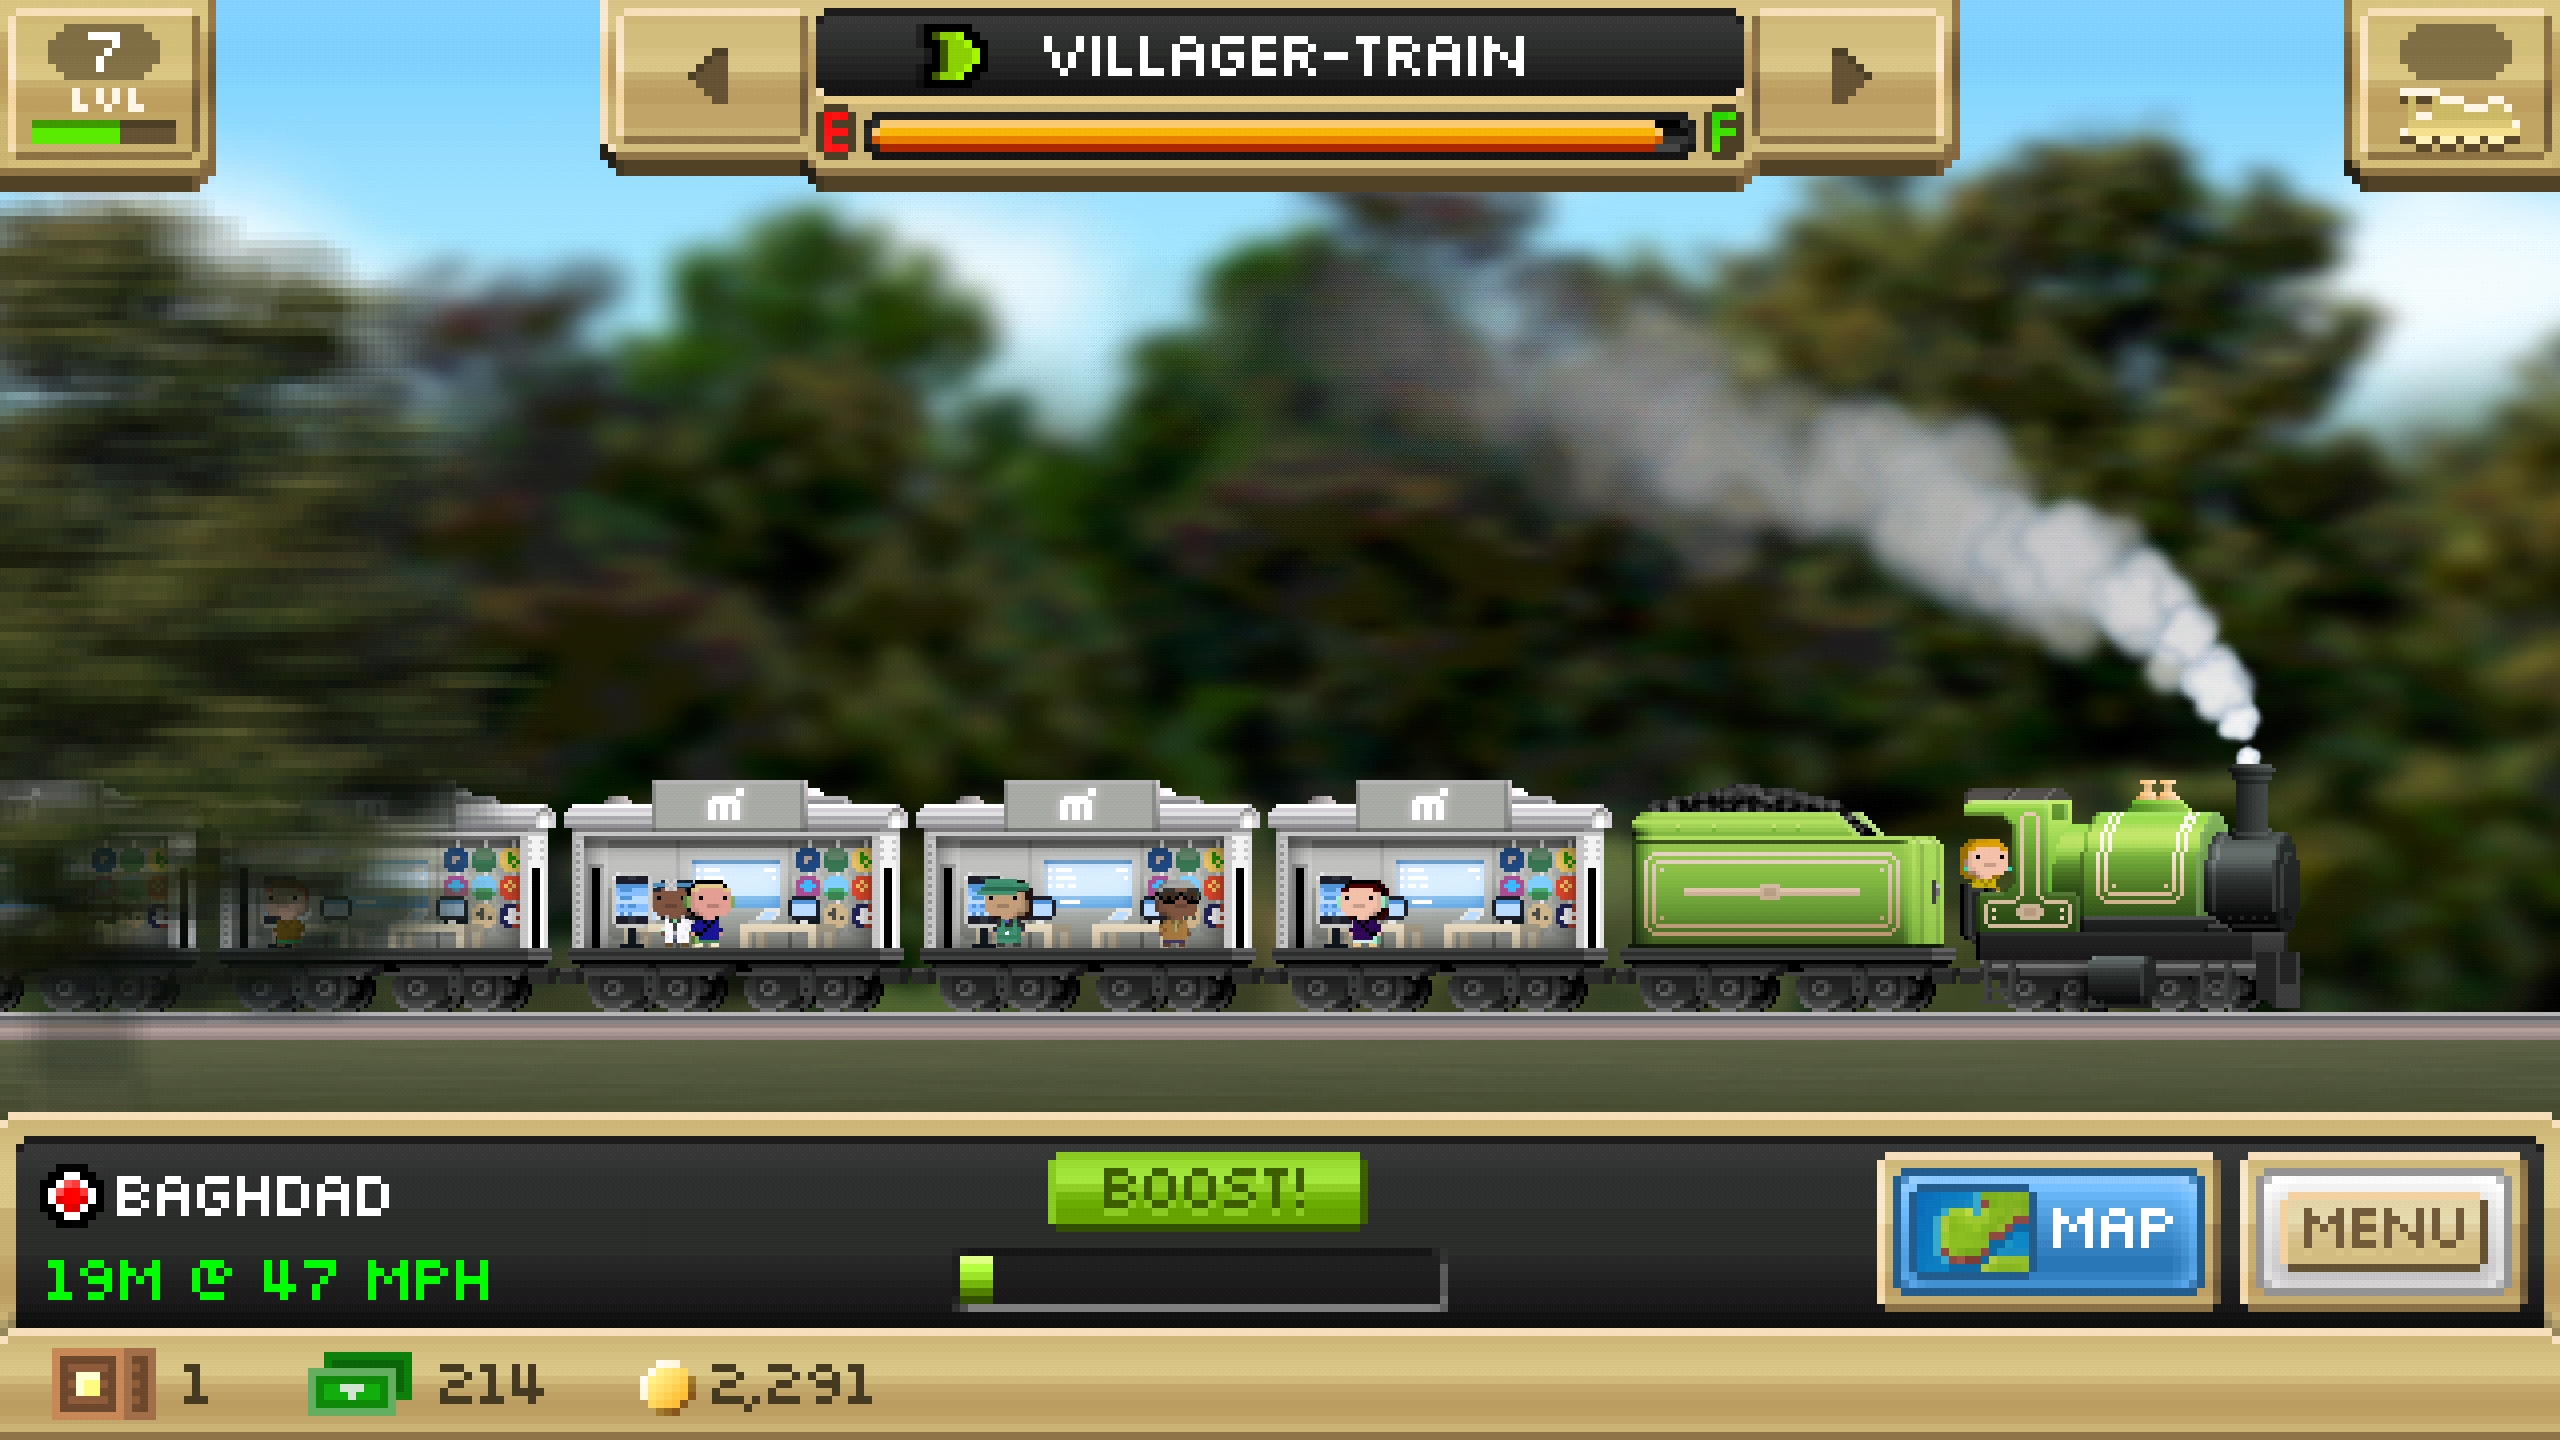 7
LVL
VILLAGER-TRAIN
E F
m
m
m
BAGHDAD
19M @ 47 MPH
BOOST!
MAP
MENU
1
214
2,291